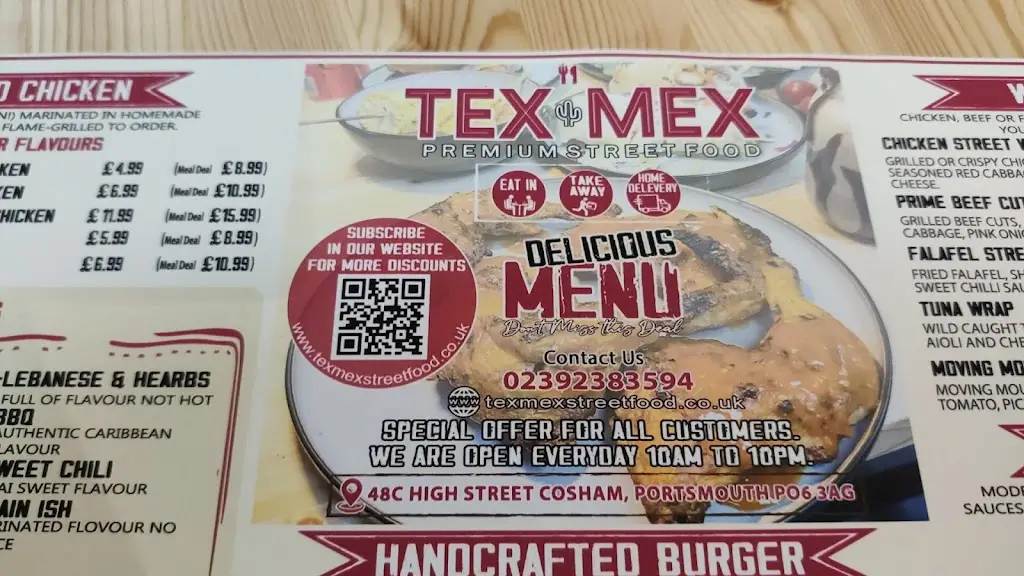 D CHICKEN
N!) MARINATED IN HOMEMADE
FLAME-GRILLED TO ORDER.
R FLAVOURS
KEN £4.99 (Meal Deal £8.99)
KEN £6.99 (Meal Deal £10.99)
CHICKEN £11.99 (Meal Deal £15.99)
£5.99 (Meal Deal £8.99)
£6.99 (Meal Deal £10.99)
-LEBANESE & HEARBS
FULL OF FLAVOUR NOT HOT
BBQ
AUTHENTIC CARIBBEAN
LAVOUR
WEET CHILI
AI SWEET FLAVOUR
AIN ISH
RINATED FLOVOUR NO
CE
TEX MEX
PREMIUM STREET FOOD
EAT IN
TAKE AWAY
HOME DELEVERY
SUBSCRIBE
IN OUR WEBSITE
FOR MORE DISCOUNTS
www.texmexstreetfood.co.uk
DELICIOUS
MENU
Don't Miss this Deal
Contact Us
02392383594
texmexstreetfood.co.uk
SPECIAL OFFER FOR ALL CUSTOMERS.
WE ARE OPEN EVERYDAY 10AM TO 10PM.
48C HIGH STREET COSHAM, PORTSMOUTH PO6 3AG
HANDCRAFTED BURGER
W
CHICKEN, BEEF OR F
YOU
CHICKEN STREET W
GRILLED OR CRISPY CHI
SEASONED RED CABBA
CHEESE.
PRIME BEEF CUT
GRILLED BEEF CUTS,
CABBAGE, PINK ONIO
FALAFEL STRE
FRIED FALAFEL, SH
SWEET CHILLI SAU
TUNA WRAP
WILD CAUGHT T
AIOLI AND CHE
MOVING MO
MOVING MOU
TOMATO, PIC
MODE
SAUCES